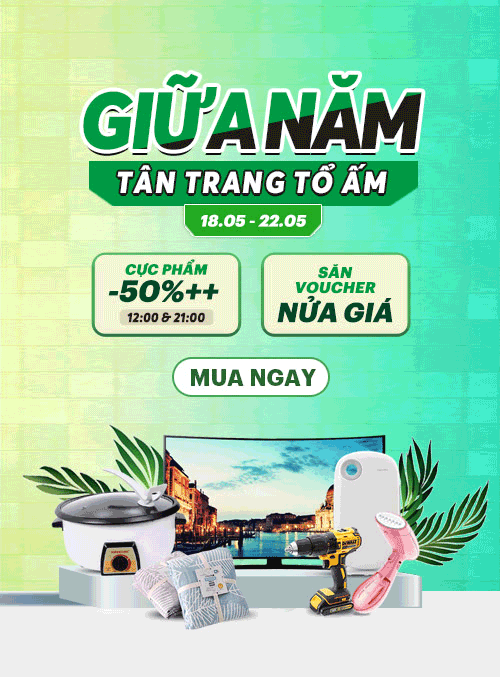 GIỮA NĂM
TÂN TRANG TỔ ẤM
18.05 - 22.05
CỰC PHẨM
-50%++
12:00 & 21:00
SĂN
VOUCHER
NỬA GIÁ
MUA NGAY
DEWALT